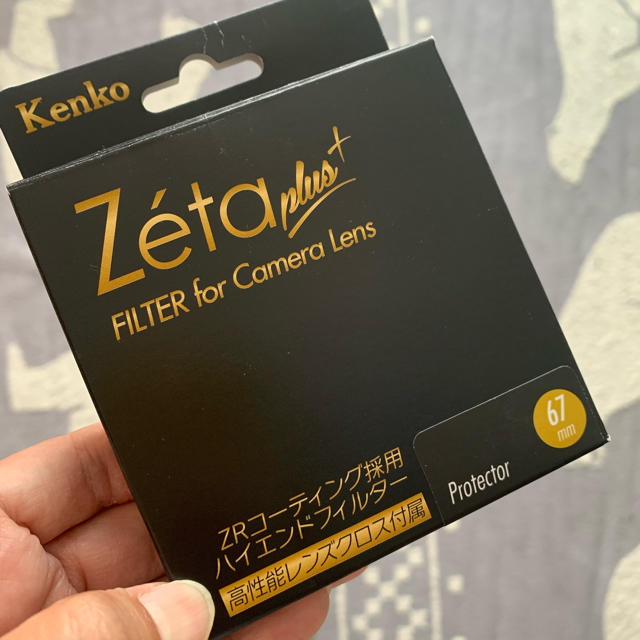 Kenko
Zéta plus+
FILTER for Camera Lens
67
mm
Protector
ZRコーティング採用
ハイエンドフィルター
高性能レンズクロス付属